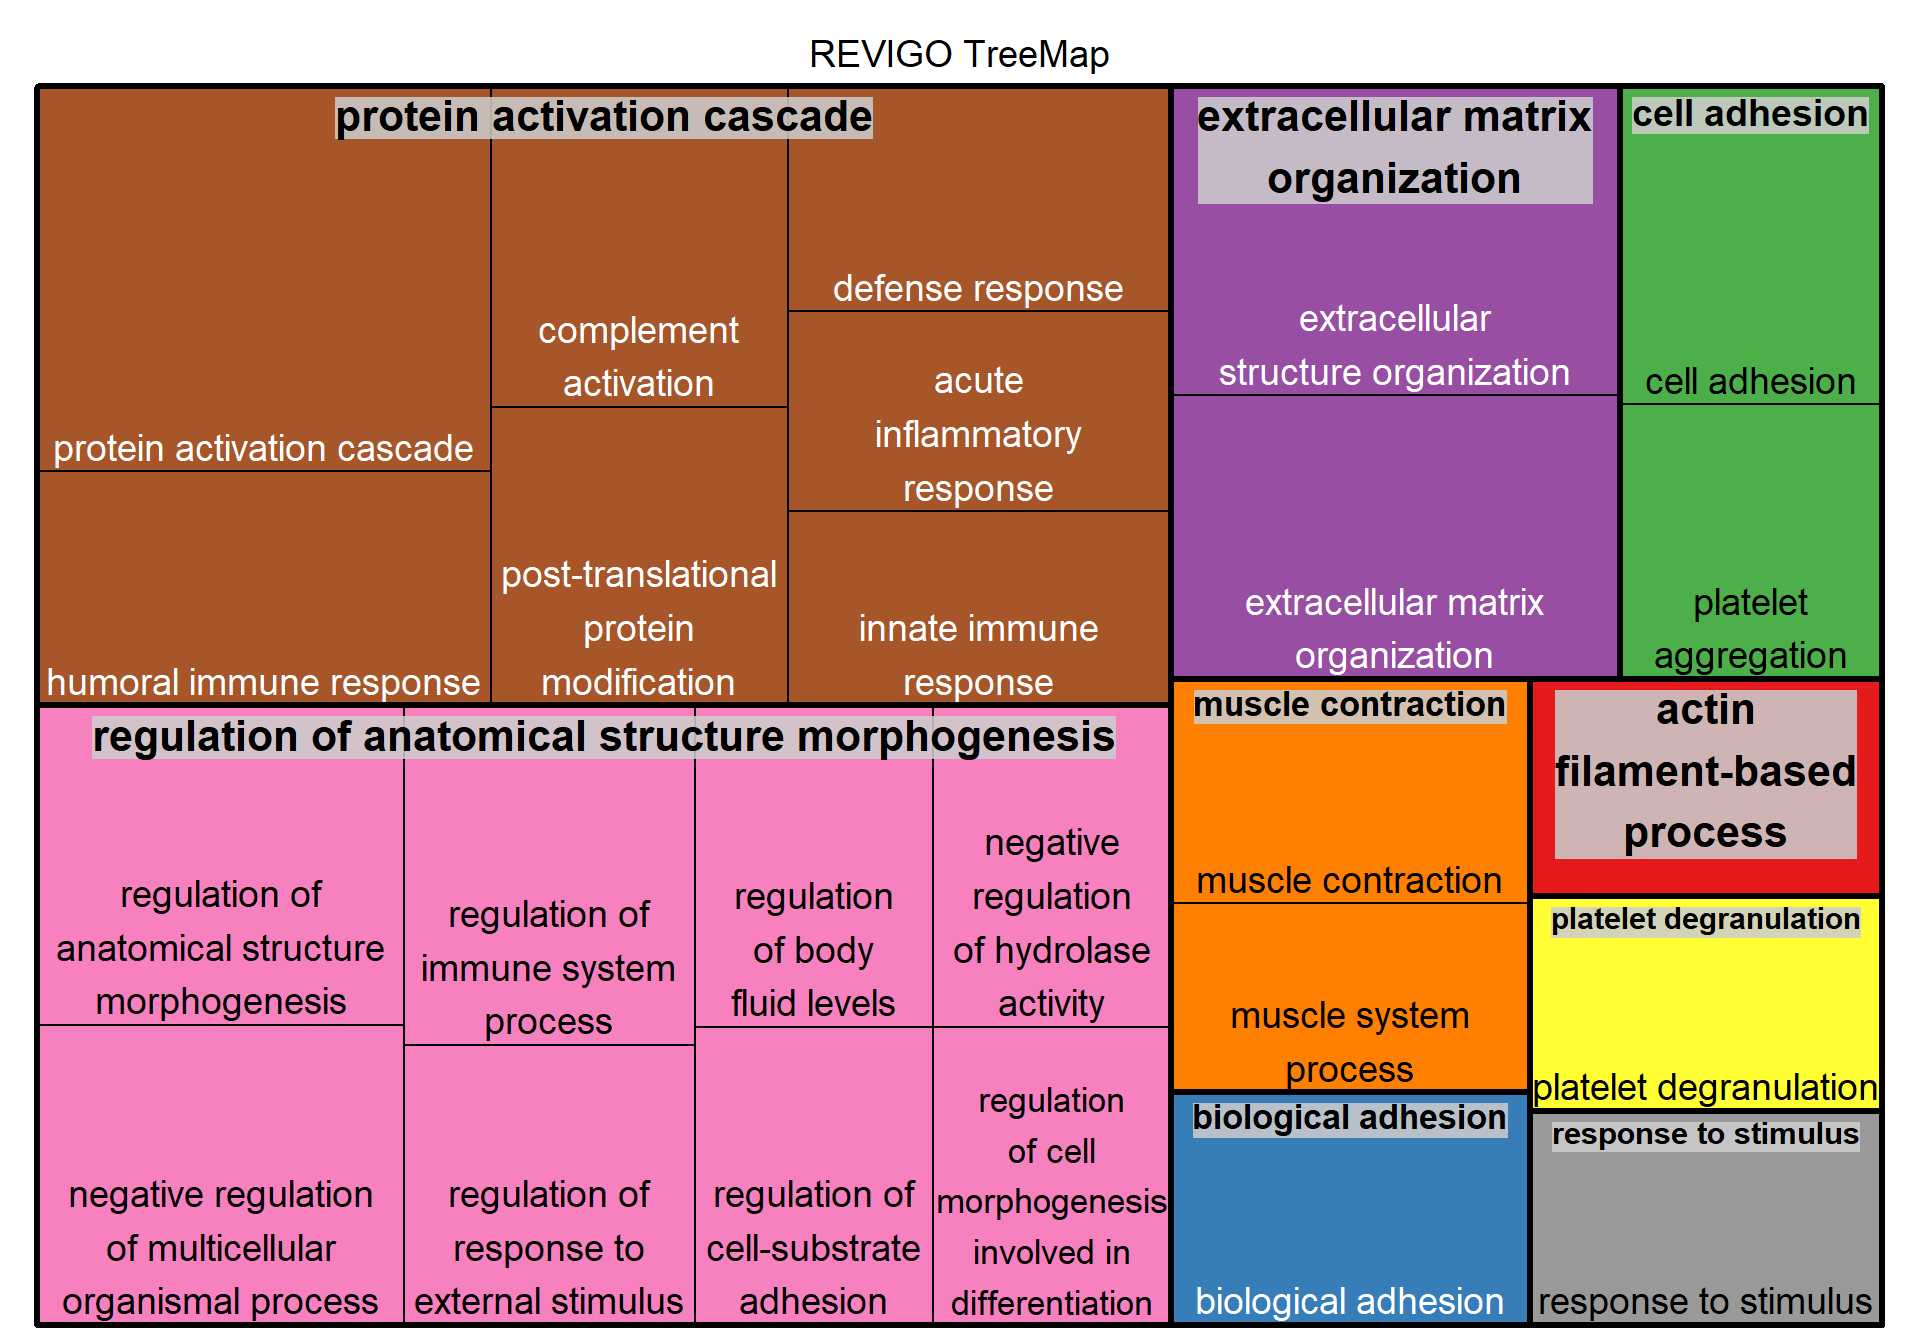 REVIGO TreeMap
protein activation cascade
protein activation cascade
humoral immune response
complement
activation
post-translational
protein
modification
defense response
acute
inflammatory
response
innate immune
response
extracellular matrix
organization
extracellular
structure organization
extracellular matrix
organization
cell adhesion
cell adhesion
platelet
aggregation
regulation of anatomical structure morphogenesis
regulation of
anatomical structure
morphogenesis
negative regulation
of multicellular
organismal process
regulation of
immune system
process
regulation of
response to
external stimulus
regulation
of body
fluid levels
regulation of
cell-substrate
adhesion
negative
regulation
of hydrolase
activity
regulation
of cell
morphogenesis
involved in
differentiation
muscle contraction
muscle contraction
muscle system
process
biological adhesion
biological adhesion
actin
filament-based
process
platelet degranulation
platelet degranulation
response to stimulus
response to stimulus